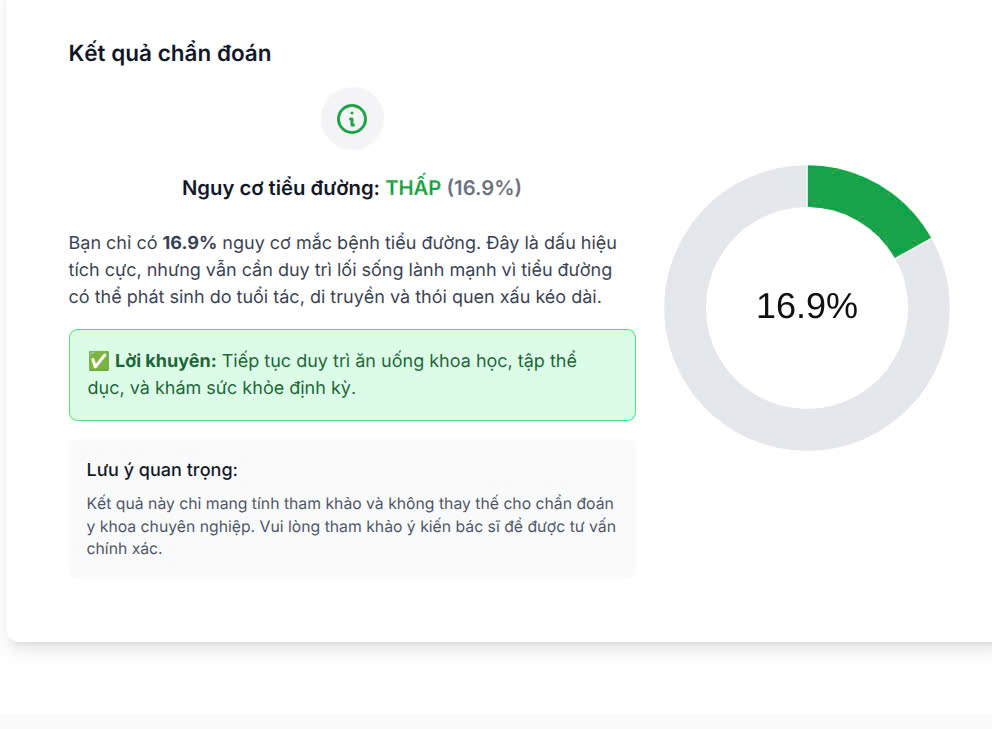 Kết quả chẩn đoán
Nguy cơ tiểu đường: THẤP (16.9%)
Bạn chỉ có 16.9% nguy cơ mắc bệnh tiểu đường. Đây là dấu hiệu
tích cực, nhưng vẫn cần duy trì lối sống lành mạnh vì tiểu đường
có thể phát sinh do tuổi tác, di truyền và thói quen xấu kéo dài.
✅ Lời khuyên: Tiếp tục duy trì ăn uống khoa học, tập thể
dục, và khám sức khỏe định kỳ.
Lưu ý quan trọng:
Kết quả này chỉ mang tính tham khảo và không thay thế cho chẩn đoán
y khoa chuyên nghiệp. Vui lòng tham khảo ý kiến bác sĩ để được tư vấn
chính xác.
16.9%